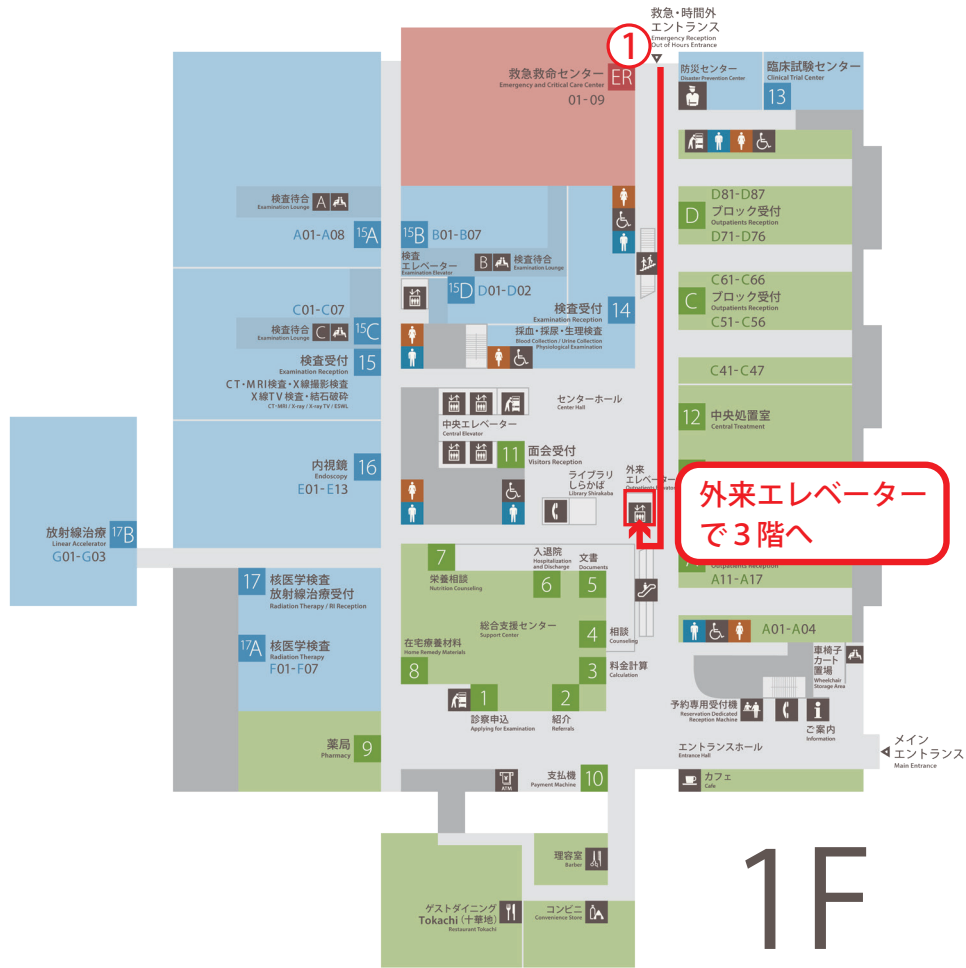 救急・時間外
エントランス
Emergency Reception
Out of Hours Entrance
①
救急救命センター ER
Emergency and Critical Care Center
01-09
防災センター
Disaster Prevention Center
臨床試験センター
Clinical Trial Center
13
検査待合 A
Examination Lounge
A01-A08 15A
15B B01-B07
検査
エレベーター
Examination Elevator
B 検査待合
Examination Lounge
15D D01-D02
検査受付 14
Examination Reception
採血・採尿・生理検査
Blood Collection / Urine Collection
Physiological Examination
D81-D87
D ブロック受付
Outpatients Reception
D71-D76
C61-C66
C ブロック受付
Outpatients Reception
C51-C56
C41-C47
12 中央処置室
Central Treatment
C01-C07
検査待合 C 15C
Examination Lounge
検査受付 15
Examination Reception
CT・MRI検査・X線撮影検査
X線TV検査・結石破砕
CT・MRI / X-ray / X-ray TV / ESWL
センターホール
Center Hall
中央エレベーター
Central Elevator
11 面会受付
Visitors Reception
ライブラリ
しらかば
Library Shirakaba
外来
エレベーター
外来エレベーター
で3階へ
Outpatients Reception
A11-A17
内視鏡 16
Endoscopy
E01-E13
放射線治療 17B
Linear Accelerator
G01-G03
17 核医学検査
放射線治療受付
Radiation Therapy / RI Reception
17A 核医学検査
Radiation Therapy
F01-F07
7
栄養相談
Nutrition Counseling
入退院
Hospitalization
and Discharge
6
文書
Documents
5
総合支援センター
Support Center
4 相談
Counseling
在宅療養材料
Home Remedy Materials
8
3 料金計算
Calculation
1
診察申込
Applying for Examination
2
紹介
Referrals
A01-A04
車椅子
カート
置場
Wheelchair
Storage Area
予約専用受付機
Reservation Dedicated
Reception Machine
i
ご案内
Information
エントランスホール
Entrance Hall
メイン
エントランス
Main Entrance
薬局 9
Pharmacy
ATM
支払機 10
Payment Machine
カフェ
Cafe
理容室
Barber
ゲストダイニング
Tokachi（十華地）
Restaurant Tokachi
コンビニ
Convenience Store
1F